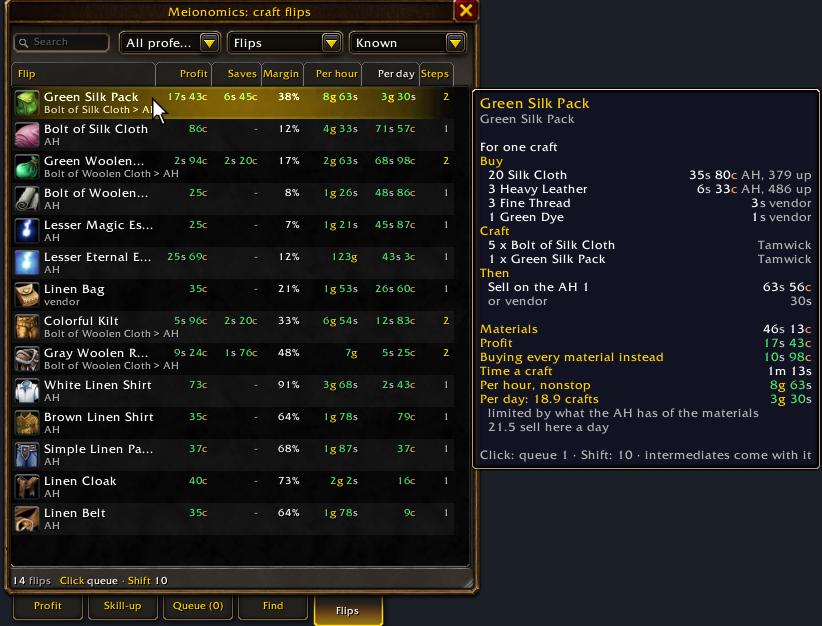 Meionomics: craft flips
Search
All profe...
Flips
Known
Flip Profit Saves Margin Per hour Per day Steps
Green Silk Pack 17s 43c 6s 45c 38% 8g 63s 3g 30s 2
Bolt of Silk Cloth > AH
Bolt of Silk Cloth 86c - 12% 4g 33s 71s 57c 1
AH
Green Woolen... 2s 94c 2s 20c 17% 2g 63s 68s 98c 2
Bolt of Woolen Cloth > AH
Bolt of Woolen... 25c - 8% 1g 26s 48s 86c 1
AH
Lesser Magic Es... 25c - 7% 1g 21s 45s 87c 1
AH
Lesser Eternal E... 25s 69c - 12% 123g 43s 3c 1
AH
Linen Bag 35c - 21% 1g 53s 26s 60c 1
vendor
Colorful Kilt 5s 96c 2s 20c 33% 6g 54s 12s 83c 2
Bolt of Woolen Cloth > AH
Gray Woolen R... 9s 24c 1s 76c 48% 7g 5s 25c 2
Bolt of Woolen Cloth > AH
White Linen Shirt 73c - 91% 3g 68s 2s 43c 1
AH
Brown Linen Shirt 35c - 64% 1g 78s 79c 1
AH
Simple Linen Pa... 37c - 68% 1g 87s 37c 1
AH
Linen Cloak 40c - 73% 2g 2s 16c 1
AH
Linen Belt 35c - 64% 1g 78s 9c 1
AH
14 flips Click queue · Shift 10
Profit
Skill-up
Queue (0)
Find
Flips
Green Silk Pack
Green Silk Pack
For one craft
Buy
20 Silk Cloth 35s 80c AH, 379 up
3 Heavy Leather 6s 33c AH, 486 up
3 Fine Thread 3s vendor
1 Green Dye 1s vendor
Craft
5 x Bolt of Silk Cloth Tamwick
1 x Green Silk Pack Tamwick
Then
Sell on the AH 1 63s 56c
or vendor 30s
Materials 46s 13c
Profit 17s 43c
Buying every material instead 10s 98c
Time a craft 1m 13s
Per hour, nonstop 8g 63s
Per day: 18.9 crafts 3g 30s
limited by what the AH has of the materials
21.5 sell here a day
Click: queue 1 · Shift: 10 · intermediates come with it